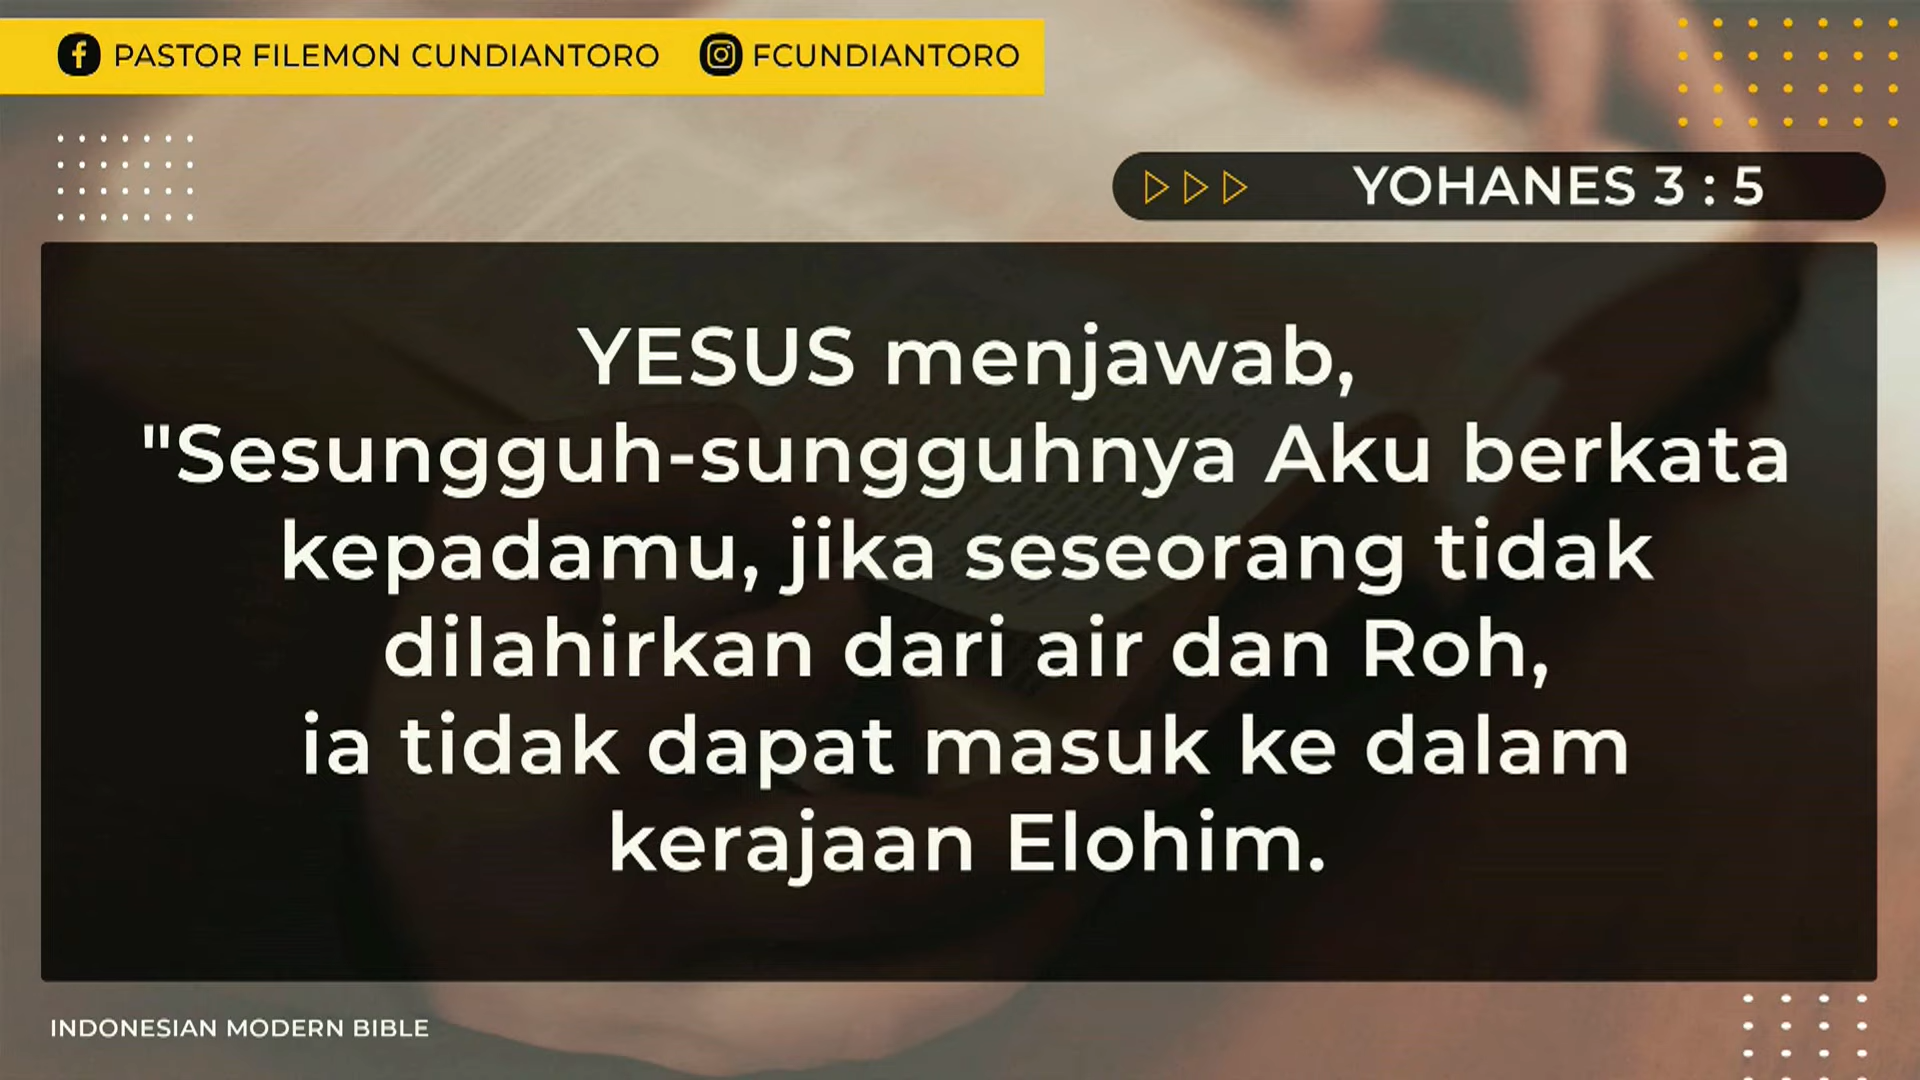 PASTOR FILEMON CUNDIANTORO FCUNDIANTORO
YOHANES 3 : 5
YESUS menjawab,
"Sesungguh-sungguhnya Aku berkata
kepadamu, jika seseorang tidak
dilahirkan dari air dan Roh,
ia tidak dapat masuk ke dalam
kerajaan Elohim.
INDONESIAN MODERN BIBLE